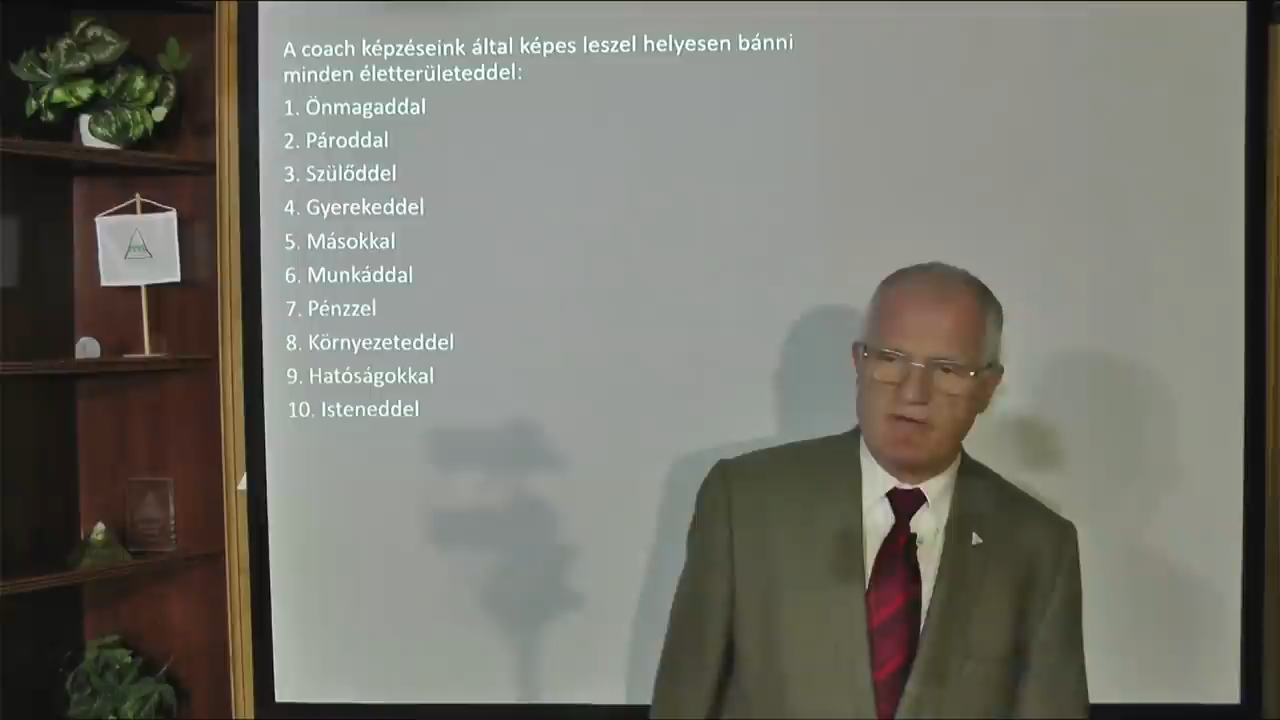 A coach képzéseink által képes leszel helyesen bánni
minden életterületeddel:
1. Önmagaddal
2. Pároddal
3. Szülőddel
4. Gyerekeddel
5. Másokkal
6. Munkáddal
7. Pénzzel
8. Környezeteddel
9. Hatóságokkal
10. Isteneddel